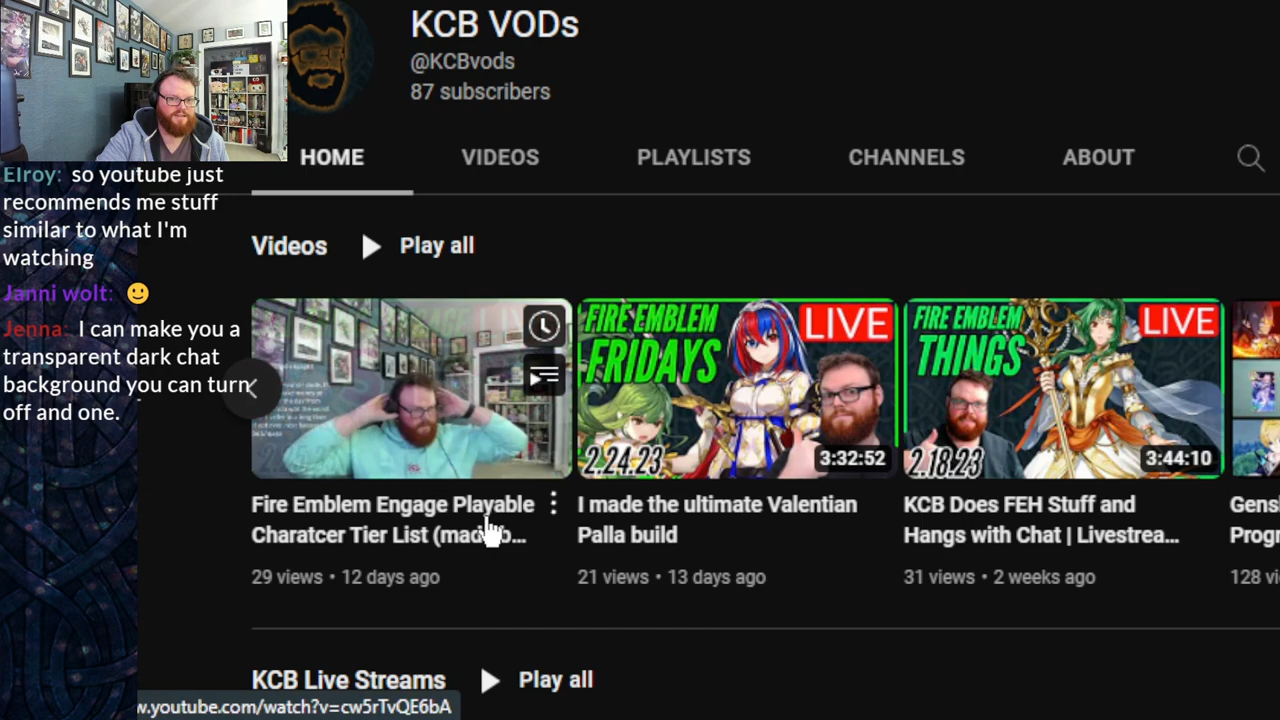 KCB VODs
@KCBvods
87 subscribers
HOME
VIDEOS
PLAYLISTS
CHANNELS
ABOUT
Elroy: so youtube just
recommends me stuff
similar to what I'm
watching
Janni wolt: 🙂
Jenna: I can make you a
transparent dark chat
background you can turn
off and one.
Videos
Play all
FIRE EMBLEM
FRIDAYS
LIVE
2.24.23
3:32:52
FIRE EMBLEM
THINGS
LIVE
2.18.23
3:44:10
Fire Emblem Engage Playable
Charatcer Tier List
29 views • 12 days ago
I made the ultimate Valentian
Palla build
21 views • 13 days ago
KCB Does FEH Stuff and
Hangs with Chat | Livestrea...
31 views • 2 weeks ago
Gensl
Progr
128 vi
KCB Live Streams
Play all
w.youtube.com/watch?v=cw5rTvQE6bA